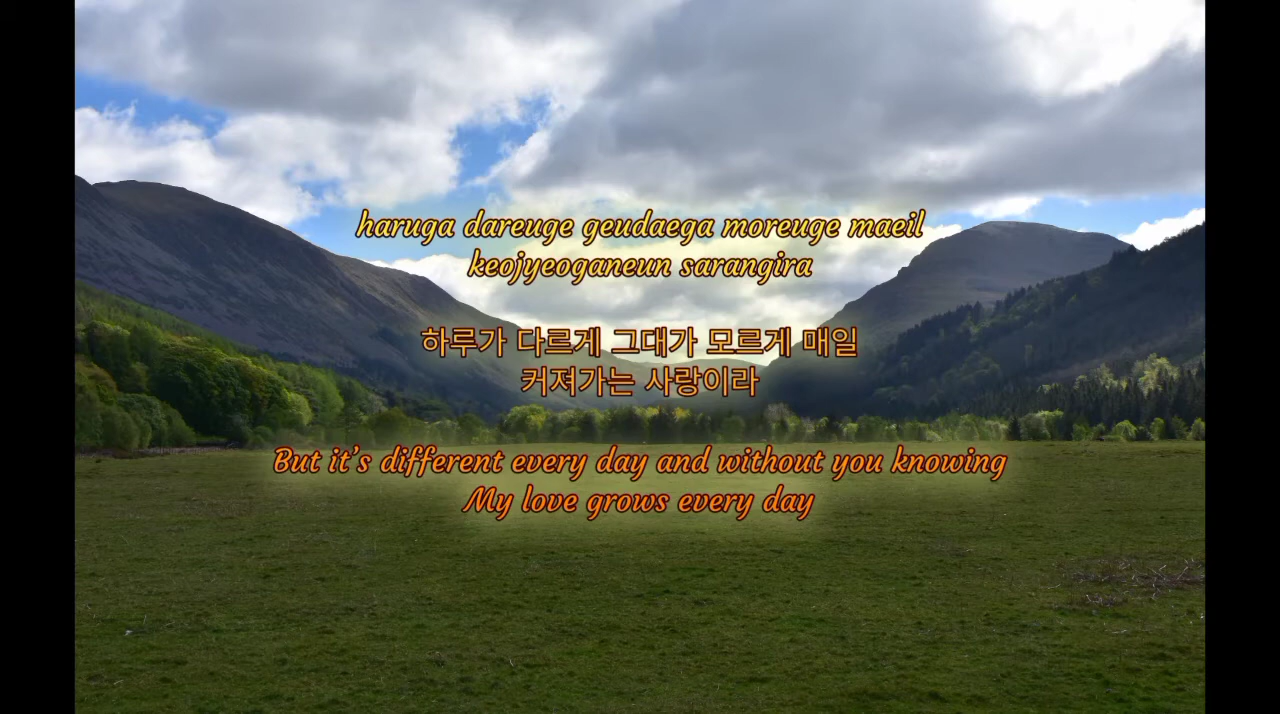 haruga dareuge geudaega moreuge maeil
keojyeoganeun sarangira
하루가 다르게 그대가 모르게 매일
커져가는 사랑이라
But it's different every day and without you knowing
My love grows every day